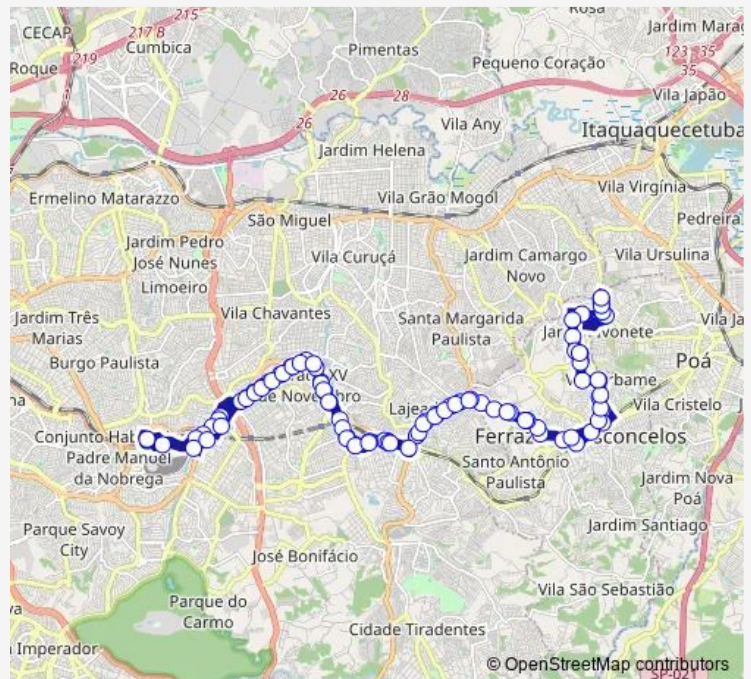 Rosa
215
217 B
CECAP
Cumbica
Roque
219
Pimentas
Jardim Mara
123
35
Pequeno Coração
35
26
28
Vila Japão
26
Vila Any
Itaquaquecetuba
Jardim Helena
Vila Virgínia
Ermelino Matarazzo
Vila Grão Mogol
São Miguel
Pedreira
Jardim Pedro
José Nunes
Vila Curuçá
Jardim Camargo
Novo
Vila Ursulina
Limoeiro
Vila Chavantes
Jardim Três
Marias
Santa Margarida
Paulista
Burgo Paulista
Poá
Vila Cristelo
Lajea
Conjunto Hab
Padre Manoel
da Nobrega
Ferraz
sconcelos
Santo Antônio
Paulista
Jardim Nova
Poá
Parque Savoy
City
Jardim Santiago
José Bonifácio
Vila São Sebastião
Parque do
Carmo
Cidade Tiradentes
Imperador
© OpenStreetMap contributors
SP-021